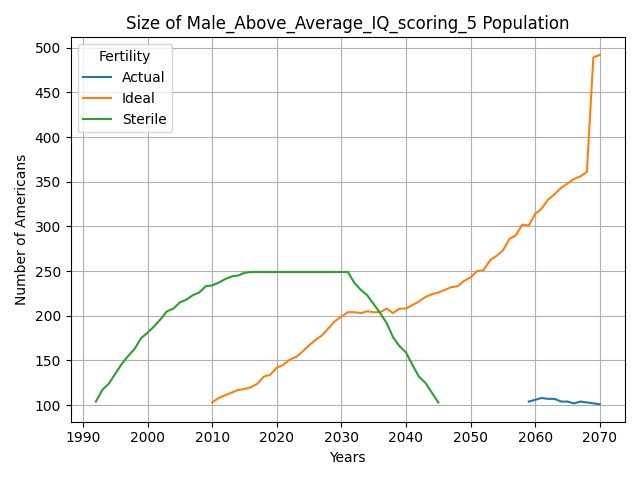 Size of Male_Above_Average_IQ_scoring_5 Population
Fertility
Actual
Ideal
Sterile
Number of Americans
500
450
400
350
300
250
200
150
100
1990
2000
2010
2020
2030
2040
2050
2060
2070
Years